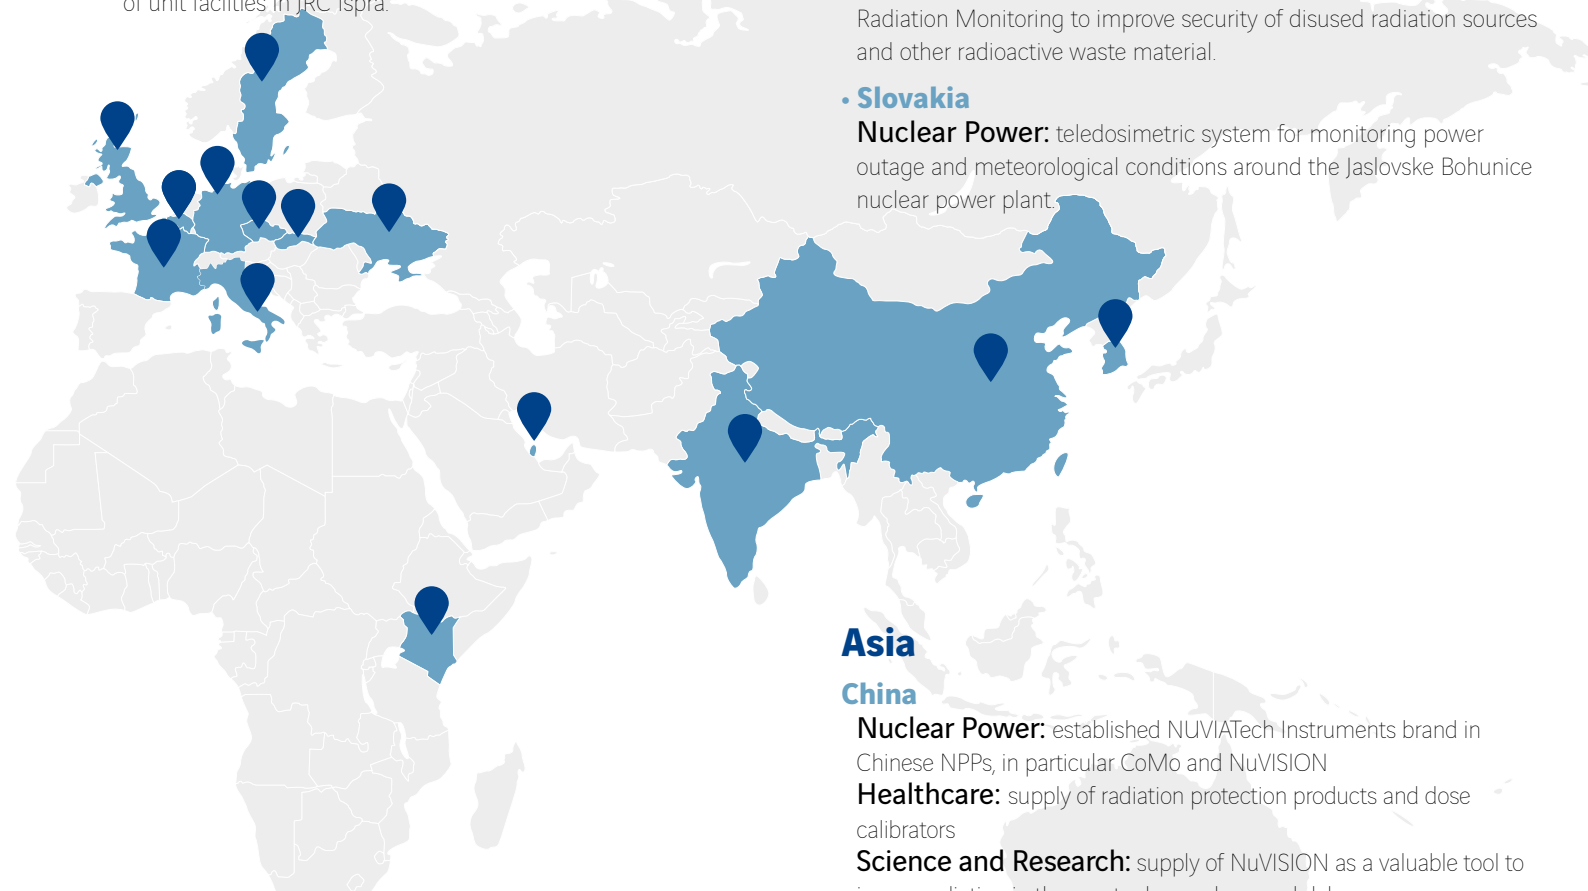 of unit facilities in JRC Ispra.
Radiation Monitoring to improve security of disused radiation sources
and other radioactive waste material.
• Slovakia
Nuclear Power: teledosimetric system for monitoring power
outage and meteorological conditions around the Jaslovske Bohunice
nuclear power plant.
Asia
China
Nuclear Power: established NUVIATech Instruments brand in
Chinese NPPs, in particular CoMo and NuVISION
Healthcare: supply of radiation protection products and dose
calibrators
Science and Research: supply of NuVISION as a valuable tool to